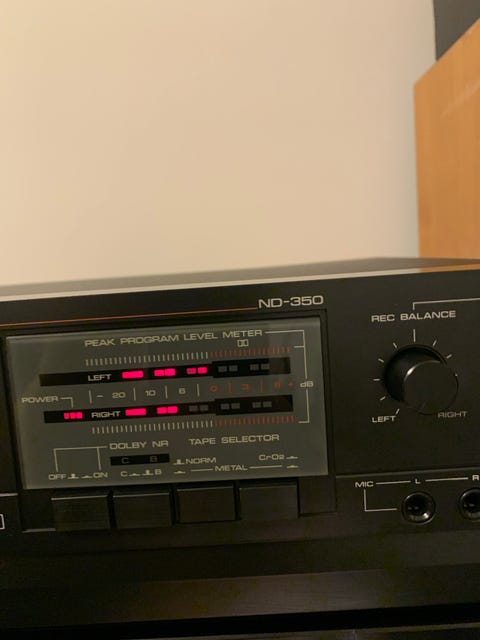 ND-350
PEAK PROGRAM LEVEL METER
REC BALANCE
LEFT
POWER
- 20 10 6 0 3 8 + dB
RIGHT
LEFT RIGHT
DOLBY NR TAPE SELECTOR
C B NORM CrO2
OFF ON C B METAL
MIC L R